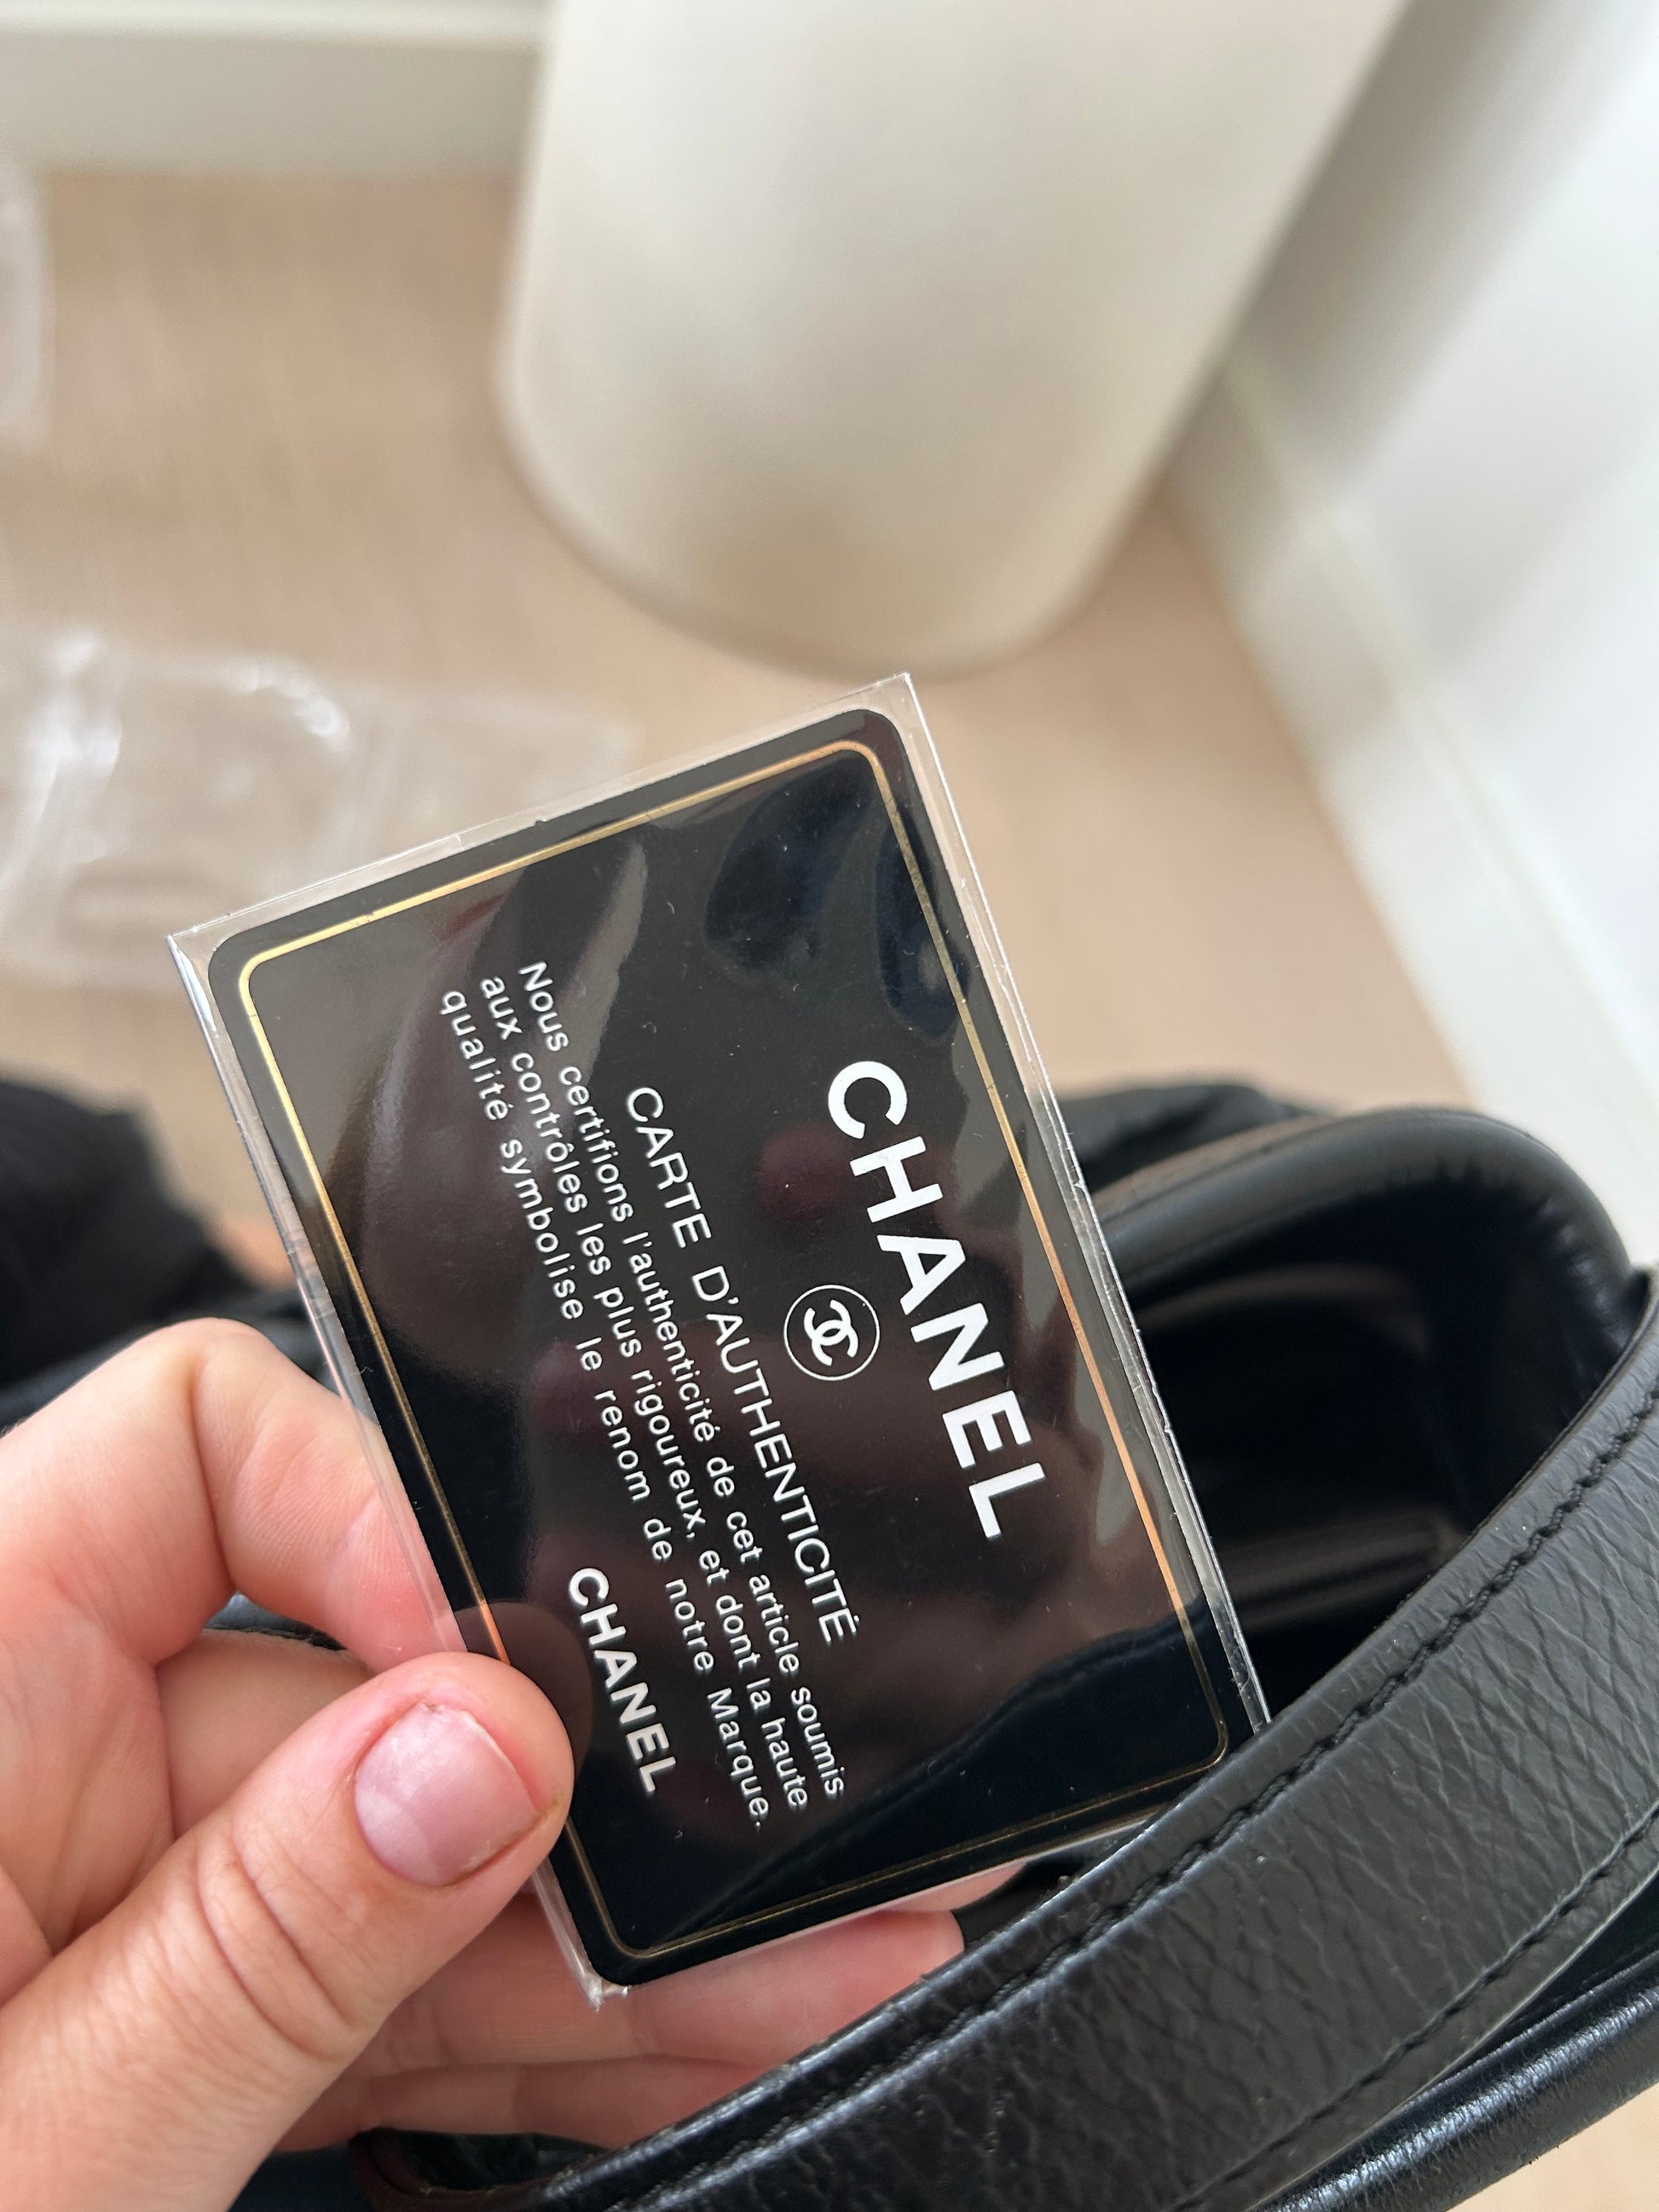 CHANEL
CARTE D'AUTHENTICITÉ
Nous certifions l'authenticité de cet article soumis
aux contrôles les plus rigoureux, et dont la haute
qualité symbolise le renom de notre Marque.
CHANEL